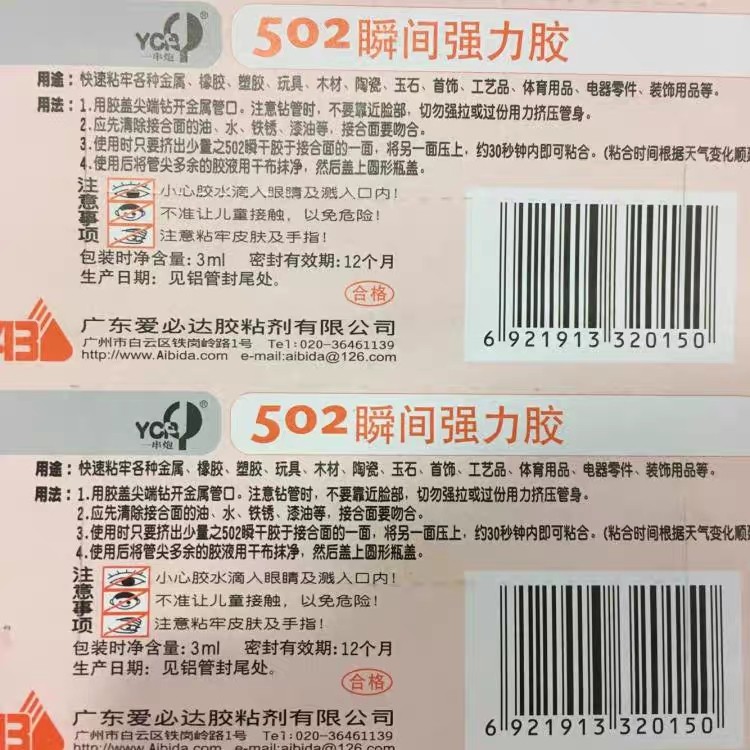 YCP®
一串炮
502瞬间强力胶
用途：快速粘牢各种金属、橡胶、塑胶、玩具、木材、陶瓷、玉石、首饰、工艺品、体育用品、电器零件、装饰用品等。
用法：1.用胶盖尖端钻开金属管口。注意钻管时，不要靠近脸部，切勿强拉或过份用力挤压管身。
2.应先清除接合面的油、水、铁锈、漆油等，接合面要吻合。
3.使用时只要挤出少量之502瞬干胶于接合面的一面，将另一面压上，约30秒钟内即可粘合。(粘合时间根据天气变化顺延
4.使用后将管尖多余的胶液用干布抹净，然后盖上圆形瓶盖。
注意事项
小心胶水滴入眼睛及溅入口内！
不准让儿童接触，以免危险！
注意粘牢皮肤及手指！
包装时净含量：3ml 密封有效期：12个月
生产日期：见铝管封尾处。
合格
AB
广东爱必达胶粘剂有限公司
广州市白云区铁岗岭路1号 Tel:020-36461139
http://www.Aibida.com e-mail:aibida@126.com
6 921913 320150
YCP®
一串炮
502瞬间强力胶
用途：快速粘牢各种金属、橡胶、塑胶、玩具、木材、陶瓷、玉石、首饰、工艺品、体育用品、电器零件、装饰用品等。
用法：1.用胶盖尖端钻开金属管口。注意钻管时，不要靠近脸部，切勿强拉或过份用力挤压管身。
2.应先清除接合面的油、水、铁锈、漆油等，接合面要吻合。
3.使用时只要挤出少量之502瞬干胶于接合面的一面，将另一面压上，约30秒钟内即可粘合。(粘合时间根据天气变化顺延
4.使用后将管尖多余的胶液用干布抹净，然后盖上圆形瓶盖。
注意事项
小心胶水滴入眼睛及溅入口内！
不准让儿童接触，以免危险！
注意粘牢皮肤及手指！
包装时净含量：3ml 密封有效期：12个月
生产日期：见铝管封尾处。
合格
广东爱必达胶粘剂有限公司
广州市白云区铁岗岭路1号 Tel:020-36461139
http://www.Aibida.com e-mail:aibida@126.com
6 921913 320150